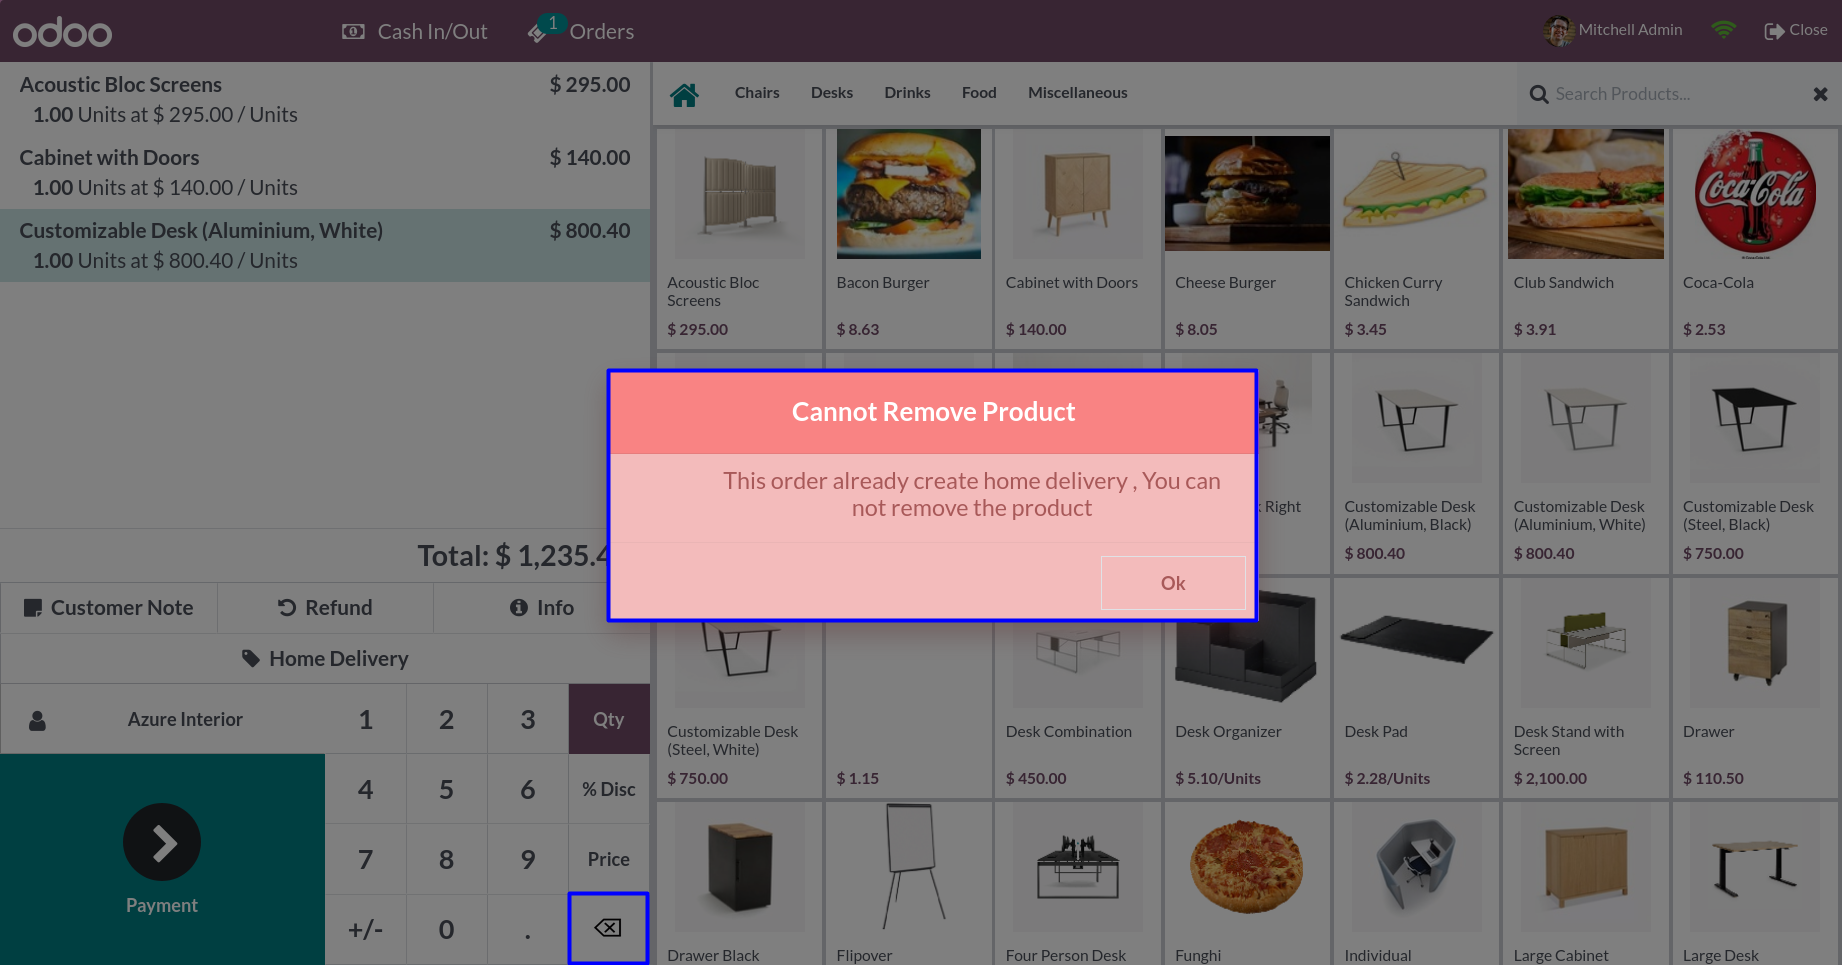 odoo
Cash In/Out
1
Orders
Mitchell Admin
Close
Acoustic Bloc Screens
$ 295.00
1.00 Units at $ 295.00 / Units
Cabinet with Doors
$ 140.00
1.00 Units at $ 140.00 / Units
Customizable Desk (Aluminium, White)
$ 800.40
1.00 Units at $ 800.40 / Units
Total: $ 1,235.4
Customer Note
Refund
Info
Home Delivery
Azure Interior
1
2
3
Qty
4
5
6
% Disc
7
8
9
Price
+/-
0
.
Payment
Chairs
Desks
Drinks
Food
Miscellaneous
Search Products...
Acoustic Bloc
Screens
$ 295.00
Bacon Burger
$ 8.63
Cabinet with Doors
$ 140.00
Cheese Burger
$ 8.05
Chicken Curry
Sandwich
$ 3.45
Club Sandwich
$ 3.91
Coca-Cola
Coca-Cola
$ 2.53
Cannot Remove Product
This order already create home delivery , You can
not remove the product
Ok
Right
Customizable Desk
(Aluminium, Black)
$ 800.40
Customizable Desk
(Aluminium, White)
$ 800.40
Customizable Desk
(Steel, Black)
$ 750.00
Customizable Desk
(Steel, White)
$ 750.00
$ 1.15
Desk Combination
$ 450.00
Desk Organizer
$ 5.10/Units
Desk Pad
$ 2.28/Units
Desk Stand with
Screen
$ 2,100.00
Drawer
$ 110.50
Drawer Black
Flipover
Four Person Desk
Funghi
Individual
Large Cabinet
Large Desk